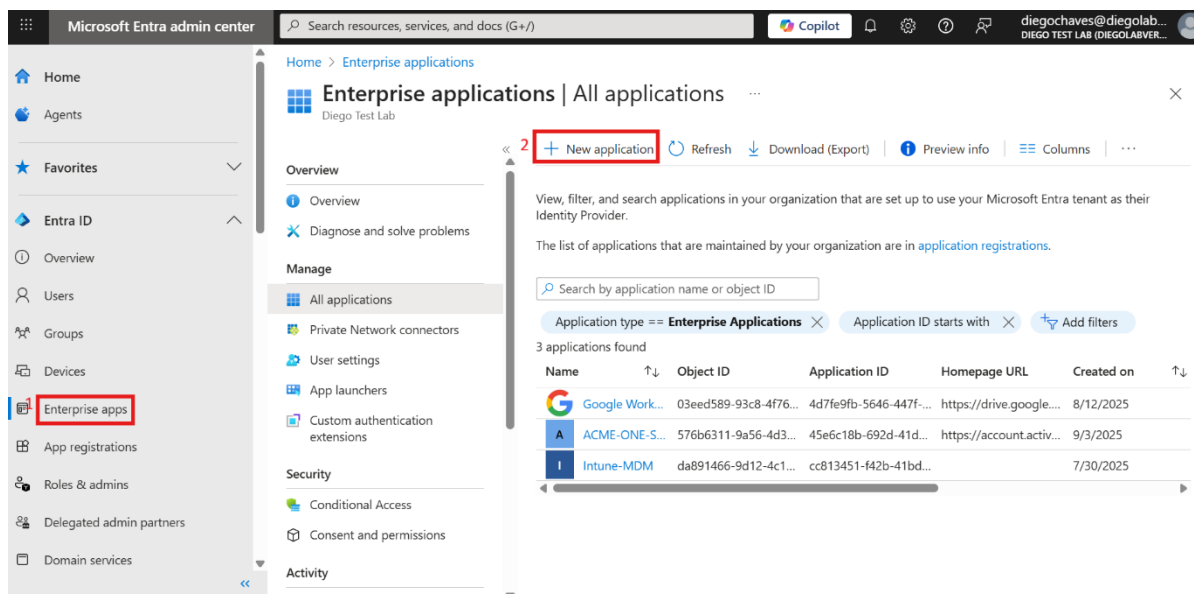 Microsoft Entra admin center
Search resources, services, and docs (G+/)
Copilot
diegochaves@diegolab...
DIEGO TEST LAB (DIEGOLABVER...
Home
Agents
Favorites
Entra ID
Overview
Users
Groups
Devices
1
Enterprise apps
App registrations
Roles & admins
Delegated admin partners
Domain services
«
Home > Enterprise applications
Enterprise applications | All applications ...
Diego Test Lab
«
Overview
Overview
Diagnose and solve problems
Manage
All applications
Private Network connectors
User settings
App launchers
Custom authentication
extensions
Security
Conditional Access
Consent and permissions
Activity
2
+ New application
Refresh
Download (Export)
Preview info
Columns
...
View, filter, and search applications in your organization that are set up to use your Microsoft Entra tenant as their
Identity Provider.
The list of applications that are maintained by your organization are in application registrations.
Search by application name or object ID
Application type == Enterprise Applications
Application ID starts with
Add filters
3 applications found
Name Object ID Application ID Homepage URL Created on
G Google Work... 03eed589-93c8-4f76... 4d7fe9fb-5646-447f-... https://drive.google.... 8/12/2025
A ACME-ONE-S... 576b6311-9a56-4d3... 45e6c18b-692d-41d... https://account.activ... 9/3/2025
I Intune-MDM da891466-9d12-4c1... cc813451-f42b-41bd... 7/30/2025